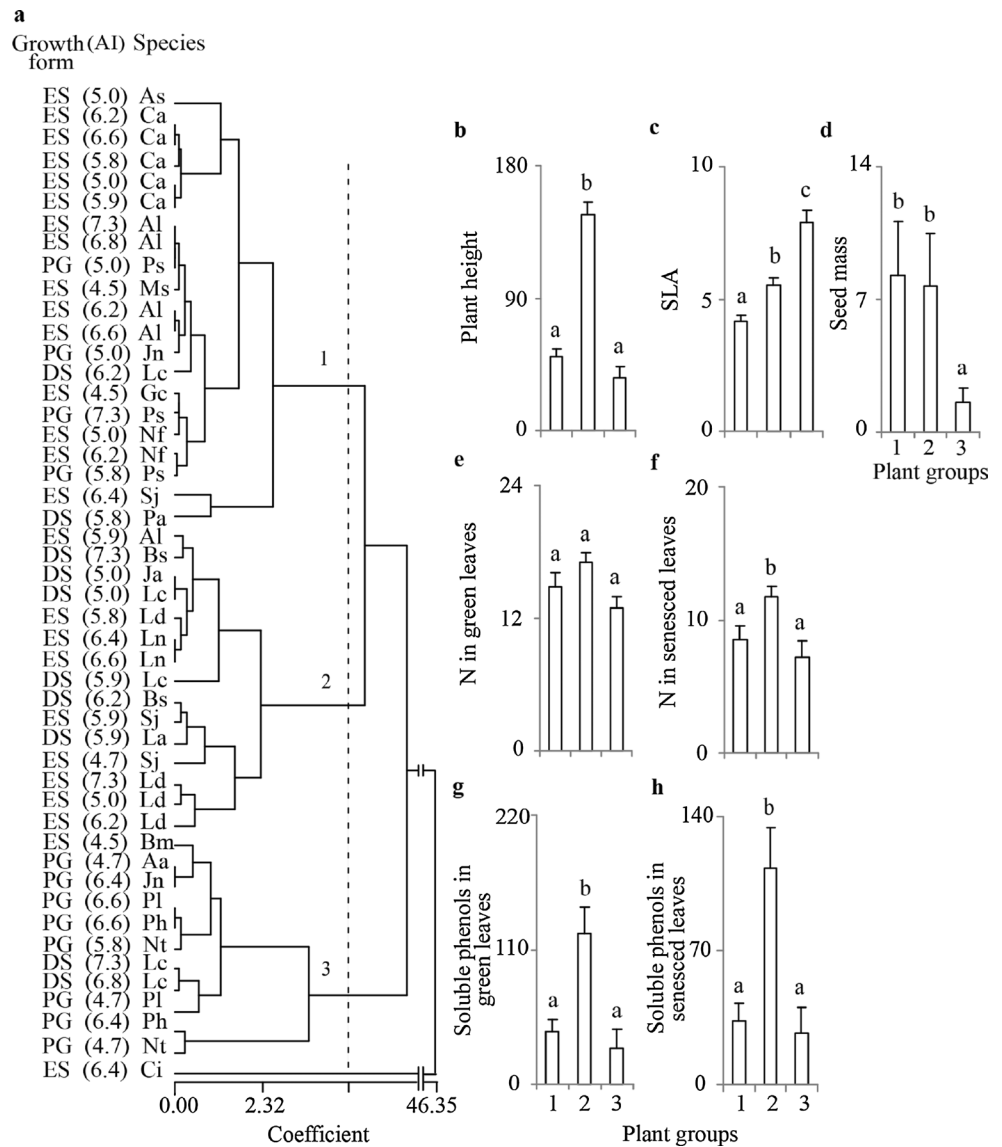 a
Growth form (AI) Species
ES (5.0) As
ES (6.2) Ca
ES (6.6) Ca
ES (5.8) Ca
ES (5.0) Ca
ES (5.9) Ca
ES (7.3) Al
ES (6.8) Al
PG (5.0) Ps
ES (4.5) Ms
ES (6.2) Al
ES (6.6) Al
PG (5.0) Jn
DS (6.2) Lc
ES (4.5) Gc
PG (7.3) Ps
ES (5.0) Nf
ES (6.2) Nf
PG (5.8) Ps
ES (6.4) Sj
DS (5.8) Pa
ES (5.9) Al
DS (7.3) Bs
DS (5.0) Ja
DS (5.0) Lc
ES (5.8) Ld
ES (6.4) Ln
ES (6.6) Ln
DS (5.9) Lc
DS (6.2) Bs
ES (5.9) Sj
DS (5.9) La
ES (4.7) Sj
ES (7.3) Ld
ES (5.0) Ld
ES (6.2) Ld
ES (4.5) Bm
PG (4.7) Aa
PG (6.4) Jn
PG (6.6) Pl
PG (6.6) Ph
PG (5.8) Nt
DS (7.3) Lc
DS (6.8) Lc
PG (4.7) Pl
PG (6.4) Ph
PG (4.7) Nt
ES (6.4) Ci
1
2
3
0.00 2.32 46.35
Coefficient
b
Plant height
180
90
0
a b a
c
SLA
10
5
0
a b c
d
Seed mass
14
7
0
b b a
1 2 3
Plant groups
e
N in green leaves
24
12
0
a a a
f
N in senesced leaves
20
10
0
a b a
g
Soluble phenols in
green leaves
220
110
0
a b a
1 2 3
h
Soluble phenols in
senesced leaves
140
70
0
a b a
1 2 3
Plant groups